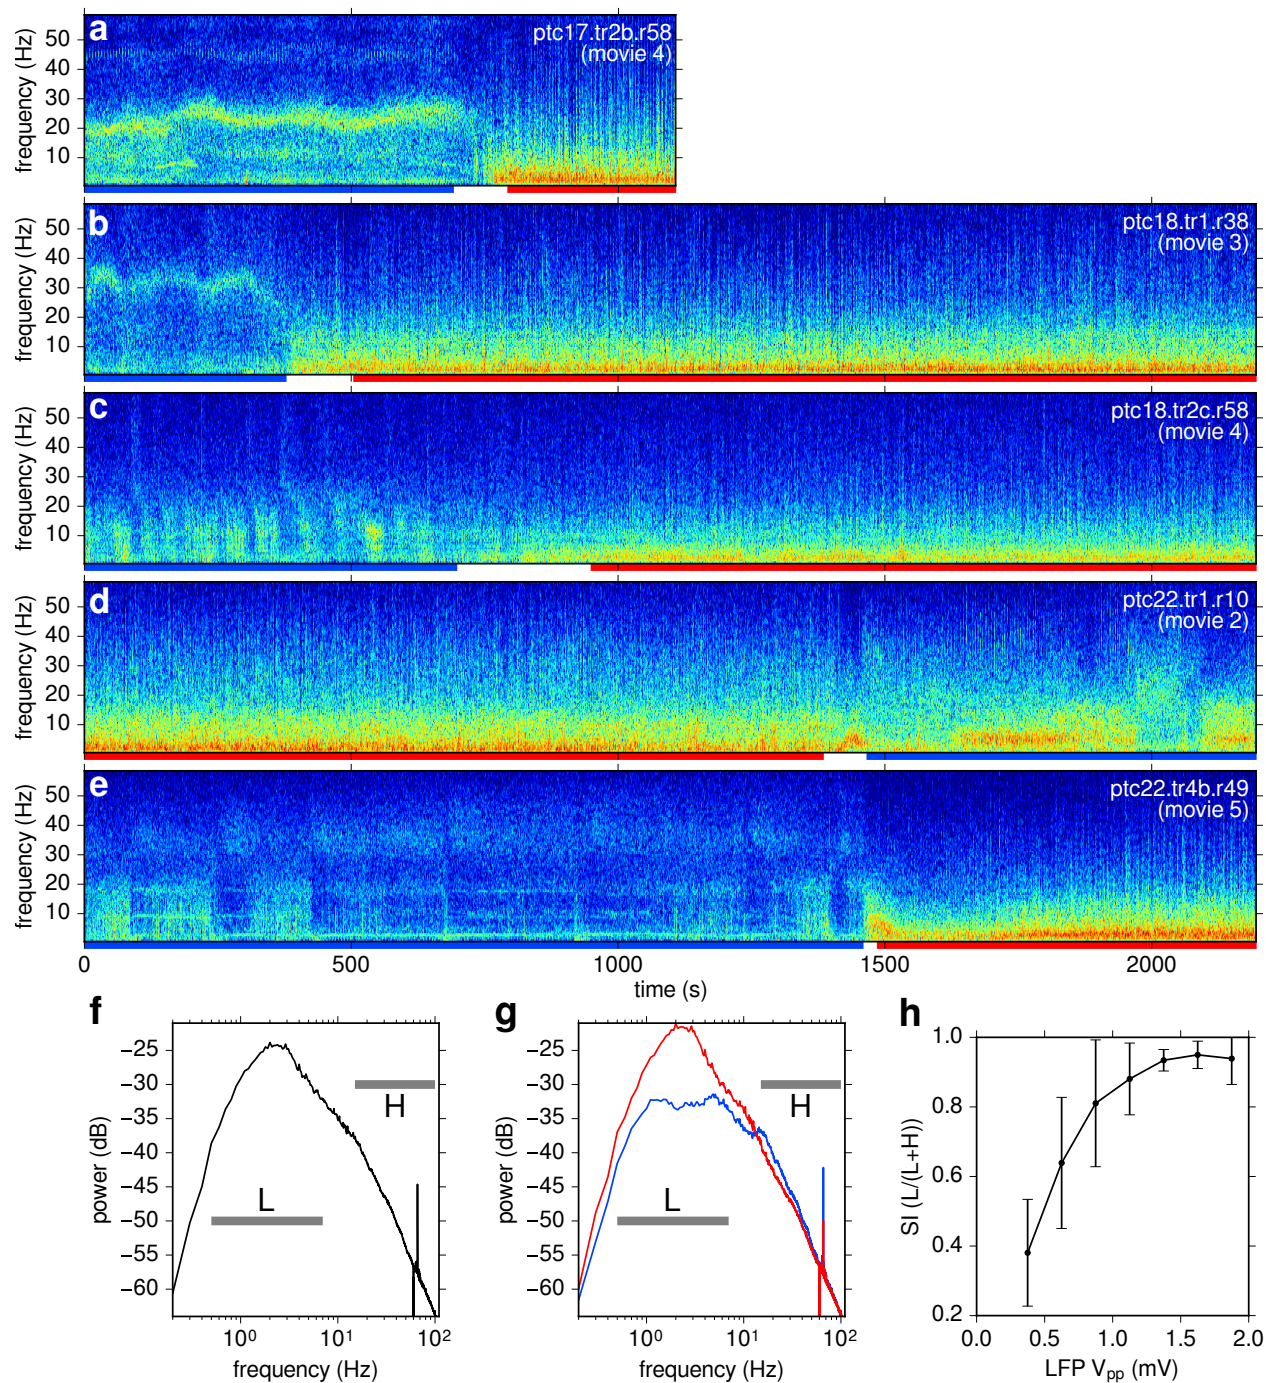 a
ptc17.tr2b.r58
(movie 4)
frequency (Hz)
50
40
30
20
10
b
ptc18.tr1.r38
(movie 3)
frequency (Hz)
50
40
30
20
10
c
ptc18.tr2c.r58
(movie 4)
frequency (Hz)
50
40
30
20
10
d
ptc22.tr1.r10
(movie 2)
frequency (Hz)
50
40
30
20
10
e
ptc22.tr4b.r49
(movie 5)
frequency (Hz)
50
40
30
20
10
0 500 1000 1500 2000
time (s)
f
power (dB)
−25
−30
−35
−40
−45
−50
−55
−60
H
L
10⁰ 10¹ 10²
frequency (Hz)
g
power (dB)
−25
−30
−35
−40
−45
−50
−55
−60
H
L
10⁰ 10¹ 10²
frequency (Hz)
h
SI (L/(L+H))
1.0
0.8
0.6
0.4
0.2
0.0 0.5 1.0 1.5 2.0
LFP Vpp (mV)